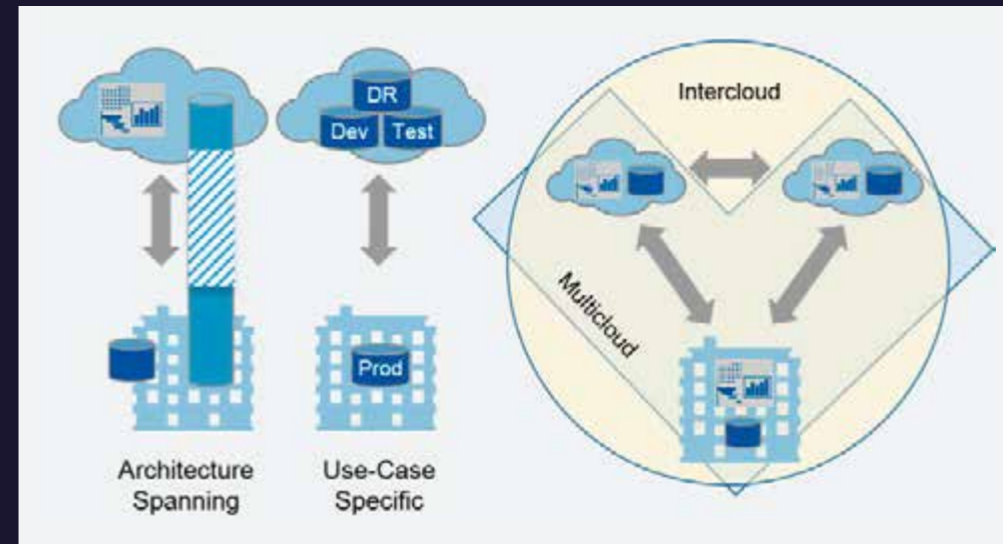 DR
Dev Test
Prod
Architecture
Spanning
Use-Case
Specific
Intercloud
Multicloud